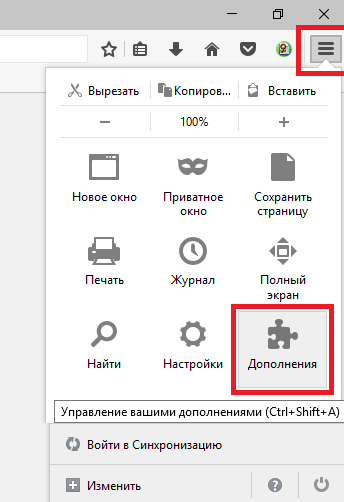 Вырезать Копиров... Вставить
100%
Новое окно Приватное окно Сохранить страницу
Печать Журнал Полный экран
Найти Настройки Дополнения
Управление вашими дополнениями (Ctrl+Shift+A)
Войти в Синхронизацию
Изменить